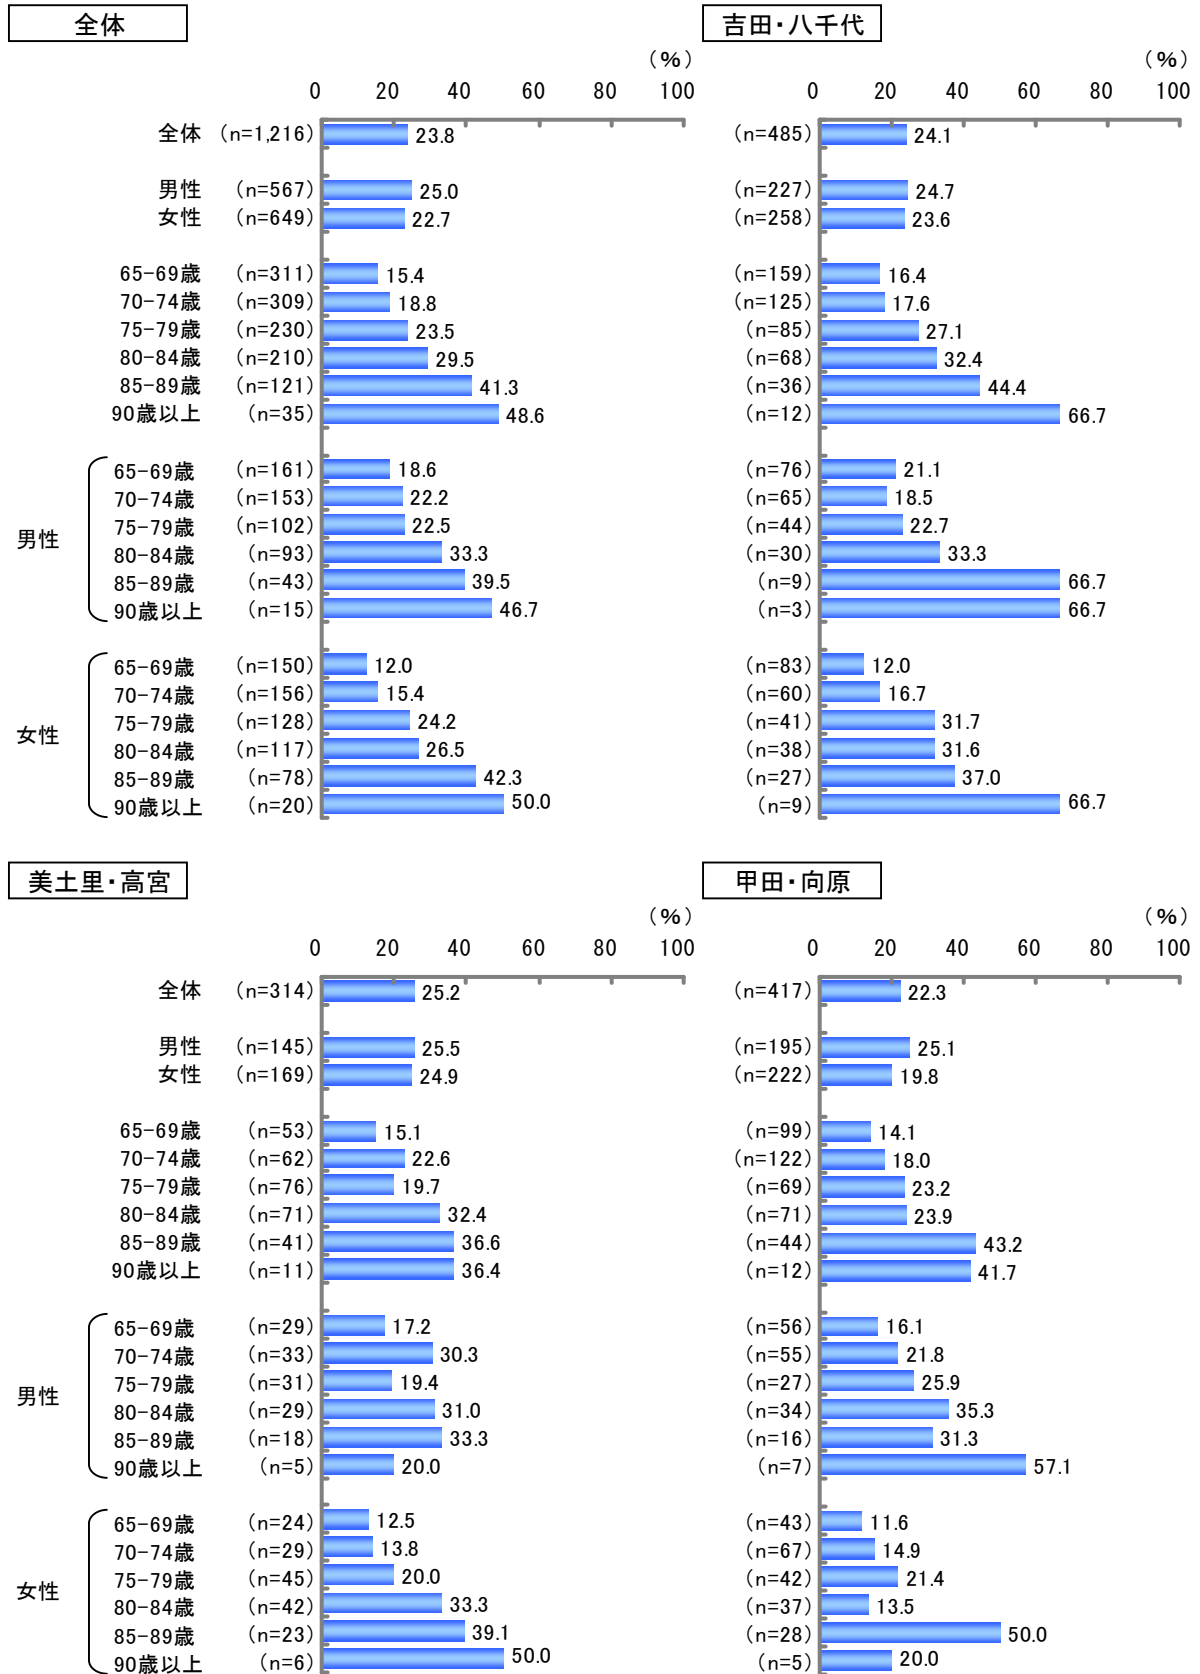 全体
(%)
0 20 40 60 80 100
全体 (n=1,216) 23.8
男性 (n=567) 25.0
女性 (n=649) 22.7
65-69歳 (n=311) 15.4
70-74歳 (n=309) 18.8
75-79歳 (n=230) 23.5
80-84歳 (n=210) 29.5
85-89歳 (n=121) 41.3
90歳以上 (n=35) 48.6
男性
65-69歳 (n=161) 18.6
70-74歳 (n=153) 22.2
75-79歳 (n=102) 22.5
80-84歳 (n=93) 33.3
85-89歳 (n=43) 39.5
90歳以上 (n=15) 46.7
女性
65-69歳 (n=150) 12.0
70-74歳 (n=156) 15.4
75-79歳 (n=128) 24.2
80-84歳 (n=117) 26.5
85-89歳 (n=78) 42.3
90歳以上 (n=20) 50.0
吉田・八千代
(%)
0 20 40 60 80 100
(n=485) 24.1
(n=227) 24.7
(n=258) 23.6
(n=159) 16.4
(n=125) 17.6
(n=85) 27.1
(n=68) 32.4
(n=36) 44.4
(n=12) 66.7
(n=76) 21.1
(n=65) 18.5
(n=44) 22.7
(n=30) 33.3
(n=9) 66.7
(n=3) 66.7
(n=83) 12.0
(n=60) 16.7
(n=41) 31.7
(n=38) 31.6
(n=27) 37.0
(n=9) 66.7
美土里・高宮
(%)
0 20 40 60 80 100
全体 (n=314) 25.2
男性 (n=145) 25.5
女性 (n=169) 24.9
65-69歳 (n=53) 15.1
70-74歳 (n=62) 22.6
75-79歳 (n=76) 19.7
80-84歳 (n=71) 32.4
85-89歳 (n=41) 36.6
90歳以上 (n=11) 36.4
男性
65-69歳 (n=29) 17.2
70-74歳 (n=33) 30.3
75-79歳 (n=31) 19.4
80-84歳 (n=29) 31.0
85-89歳 (n=18) 33.3
90歳以上 (n=5) 20.0
女性
65-69歳 (n=24) 12.5
70-74歳 (n=29) 13.8
75-79歳 (n=45) 20.0
80-84歳 (n=42) 33.3
85-89歳 (n=23) 39.1
90歳以上 (n=6) 50.0
甲田・向原
(%)
0 20 40 60 80 100
(n=417) 22.3
(n=195) 25.1
(n=222) 19.8
(n=99) 14.1
(n=122) 18.0
(n=69) 23.2
(n=71) 23.9
(n=44) 43.2
(n=12) 41.7
(n=56) 16.1
(n=55) 21.8
(n=27) 25.9
(n=34) 35.3
(n=16) 31.3
(n=7) 57.1
(n=43) 11.6
(n=67) 14.9
(n=42) 21.4
(n=37) 13.5
(n=28) 50.0
(n=5) 20.0